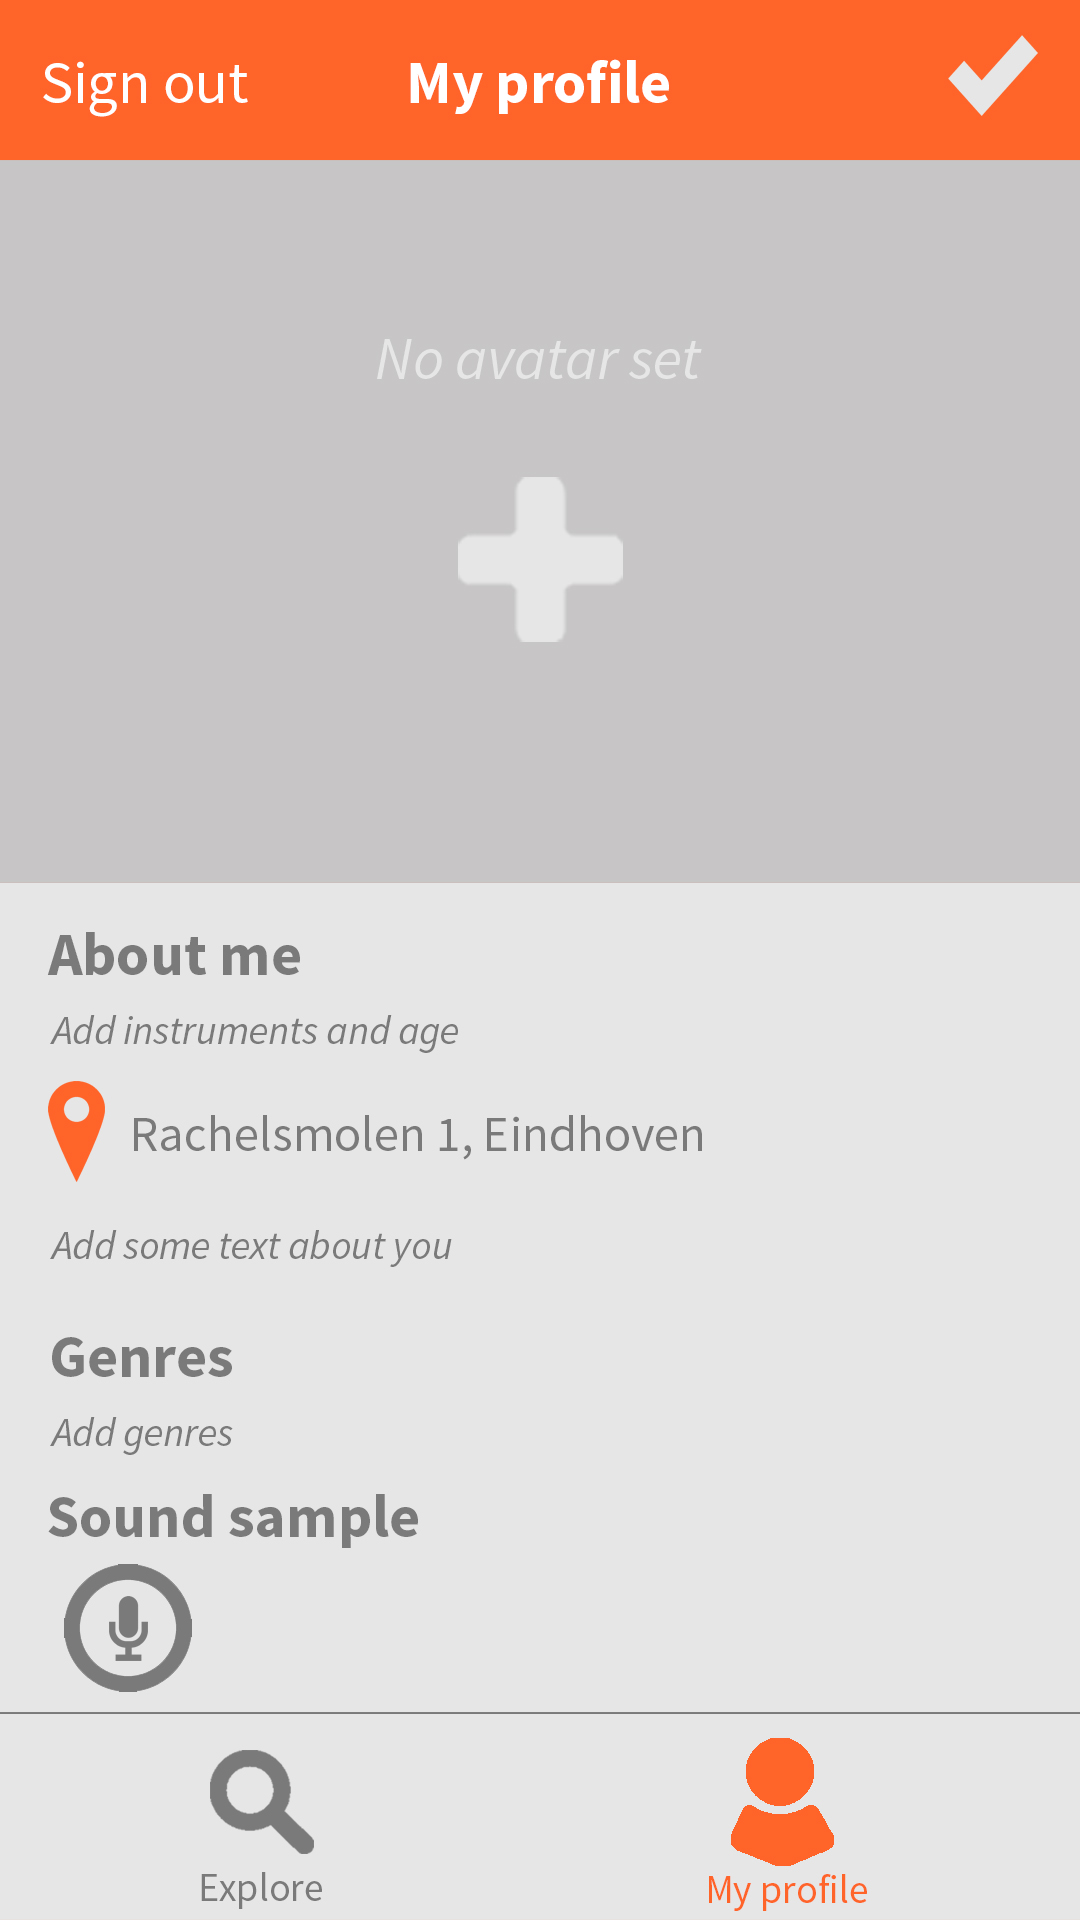 Sign out
My profile
No avatar set
About me
Add instruments and age
Rachelsmolen 1, Eindhoven
Add some text about you
Genres
Add genres
Sound sample
Explore
My profile